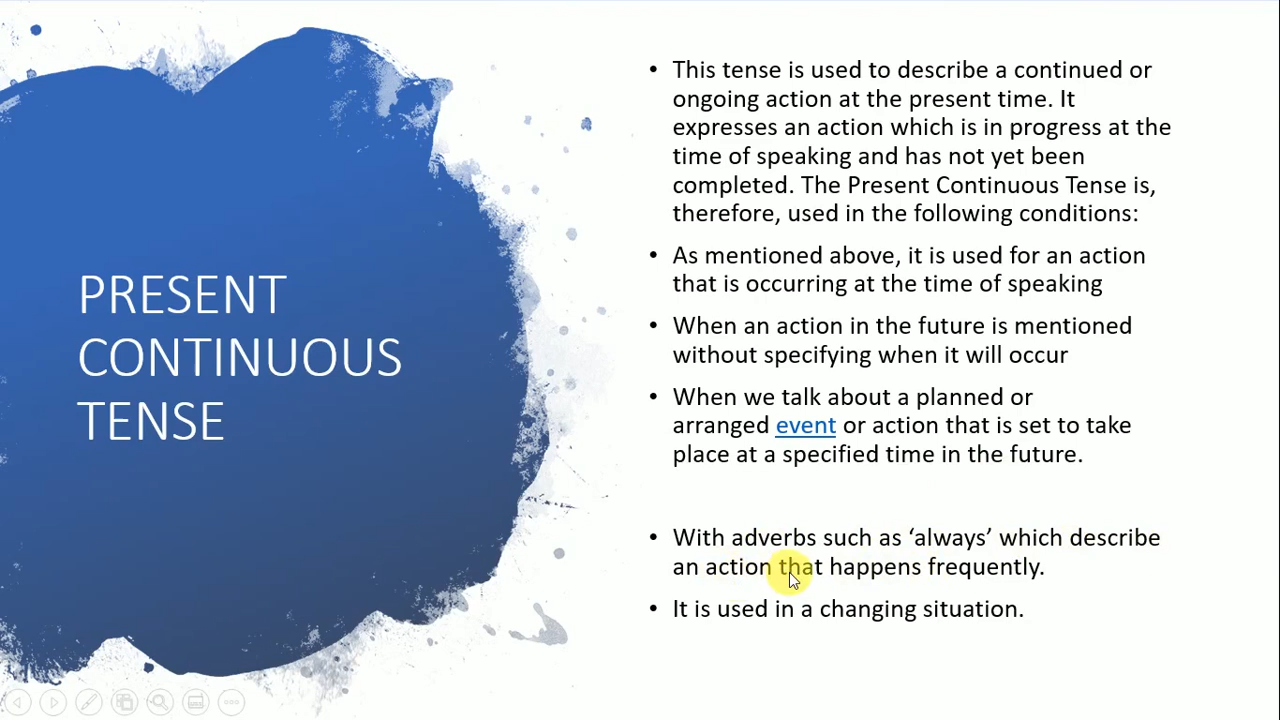 PRESENT
CONTINUOUS
TENSE
• This tense is used to describe a continued or
ongoing action at the present time. It
expresses an action which is in progress at the
time of speaking and has not yet been
completed. The Present Continuous Tense is,
therefore, used in the following conditions:
• As mentioned above, it is used for an action
that is occurring at the time of speaking
• When an action in the future is mentioned
without specifying when it will occur
• When we talk about a planned or
arranged event or action that is set to take
place at a specified time in the future.
• With adverbs such as ‘always’ which describe
an action that happens frequently.
• It is used in a changing situation.